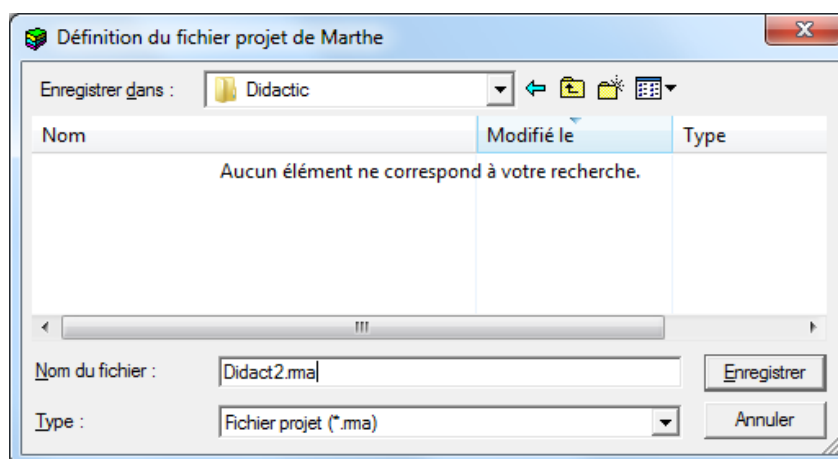 Définition du fichier projet de Marthe
Enregistrer dans : Didactic
Nom Modifié le Type
Aucun élément ne correspond à votre recherche.
Nom du fichier : Didact2.rma Enregistrer
Type : Fichier projet (*.rma) Annuler